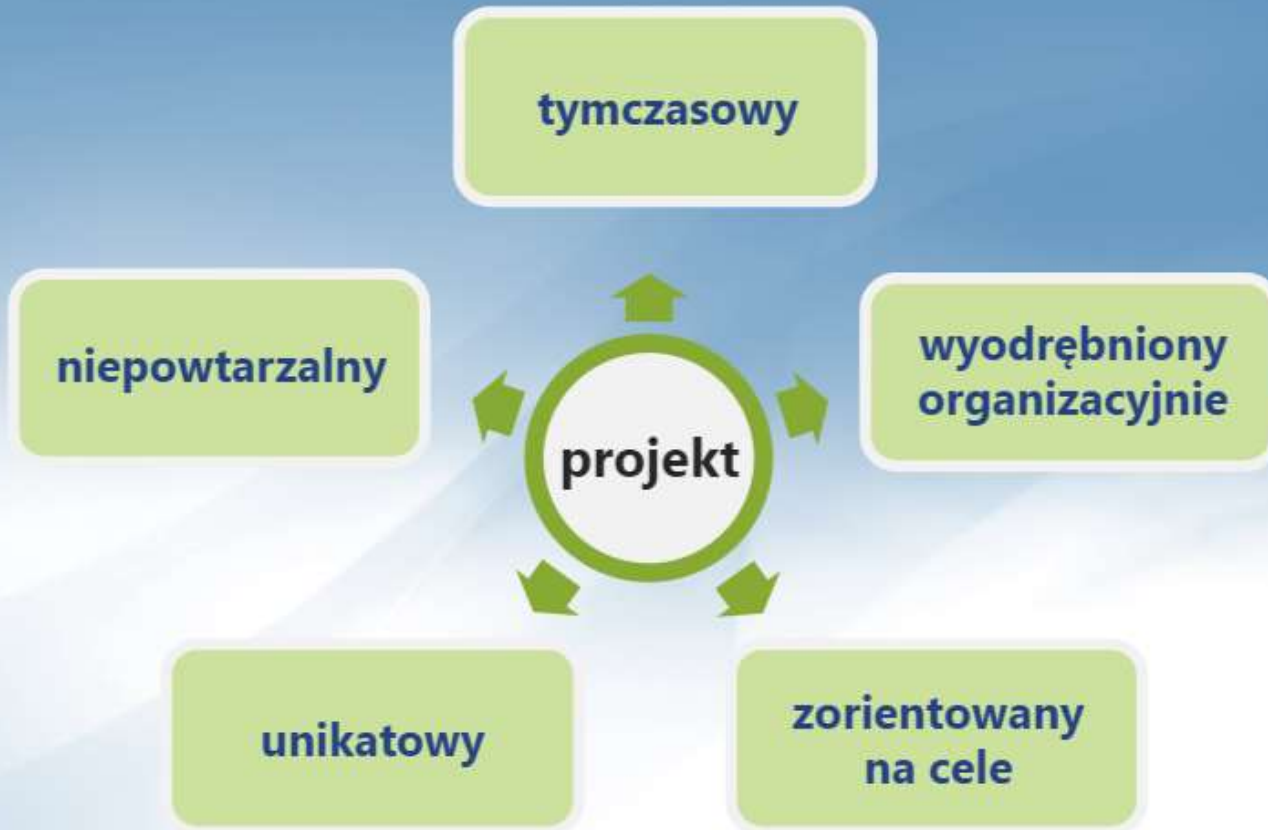 tymczasowy
niepowtarzalny
wyodrębniony
organizacyjnie
projekt
unikatowy
zorientowany
na cele